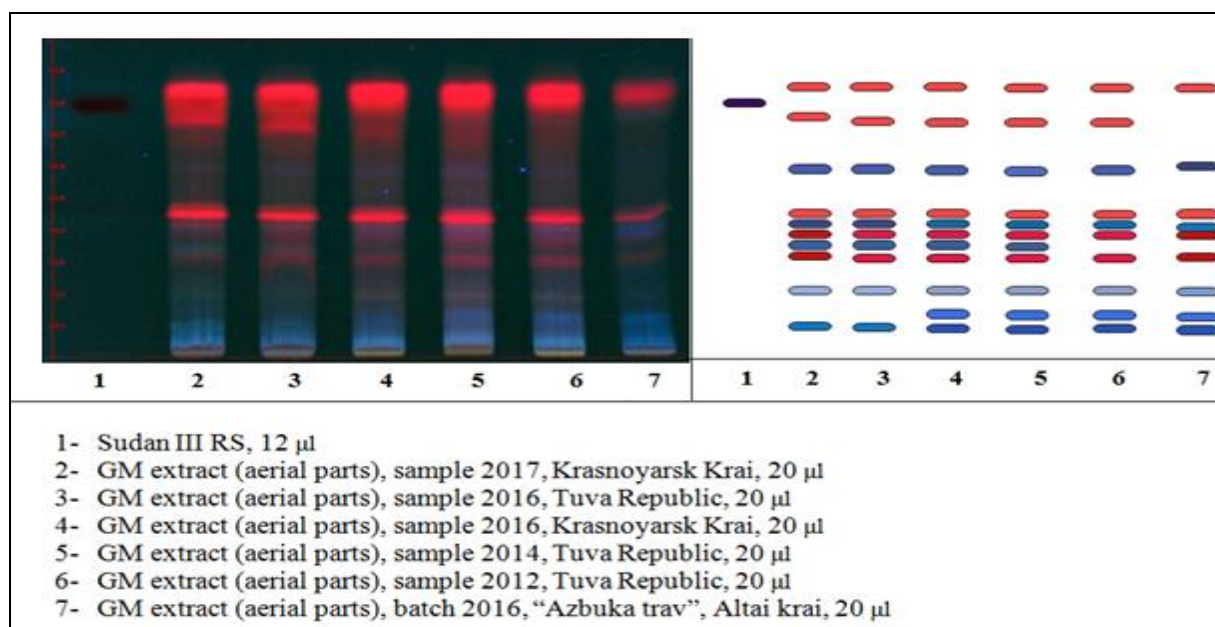 1 2 3 4 5 6 7 1 2 3 4 5 6 7
1- Sudan III RS, 12 µl
2- GM extract (aerial parts), sample 2017, Krasnoyarsk Krai, 20 µl
3- GM extract (aerial parts), sample 2016, Tuva Republic, 20 µl
4- GM extract (aerial parts), sample 2016, Krasnoyarsk Krai, 20 µl
5- GM extract (aerial parts), sample 2014, Tuva Republic, 20 µl
6- GM extract (aerial parts), sample 2012, Tuva Republic, 20 µl
7- GM extract (aerial parts), batch 2016, “Azbuka trav”, Altai krai, 20 µl